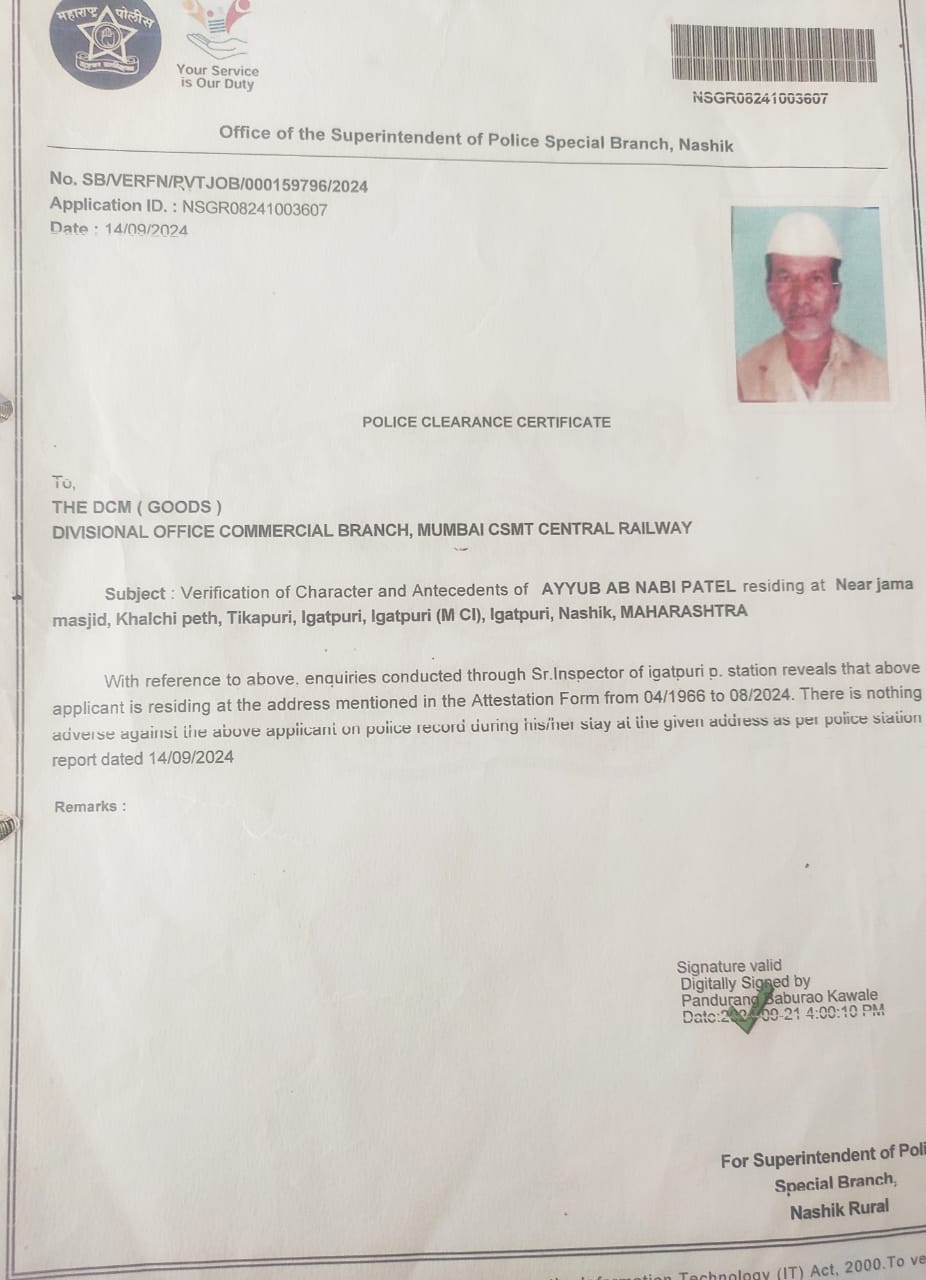 महाराष्ट्र पोलीस
Your Service
is Our Duty
NSGR08241003607
Office of the Superintendent of Police Special Branch, Nashik
No. SB/VERFN/PVTJOB/000159796/2024
Application ID. : NSGR08241003607
Date : 14/09/2024
POLICE CLEARANCE CERTIFICATE
To,
THE DCM ( GOODS )
DIVISIONAL OFFICE COMMERCIAL BRANCH, MUMBAI CSMT CENTRAL RAILWAY
Subject : Verification of Character and Antecedents of AYYUB AB NABI PATEL residing at Near jama
masjid, Khalchi peth, Tikapuri, Igatpuri, Igatpuri (M Cl), Igatpuri, Nashik, MAHARASHTRA
With reference to above, enquiries conducted through Sr.Inspector of igatpuri p. station reveals that above
applicant is residing at the address mentioned in the Attestation Form from 04/1966 to 08/2024. There is nothing
adverse against the above applicant on police record during his/her stay at the given address as per police station
report dated 14/09/2024
Remarks :
Signature valid
Digitally Signed by
Pandurang Baburao Kawale
Date:2024-09-21 4:00:10 PM
For Superintendent of Poli
Special Branch,
Nashik Rural
Technology (IT) Act, 2000.To ve